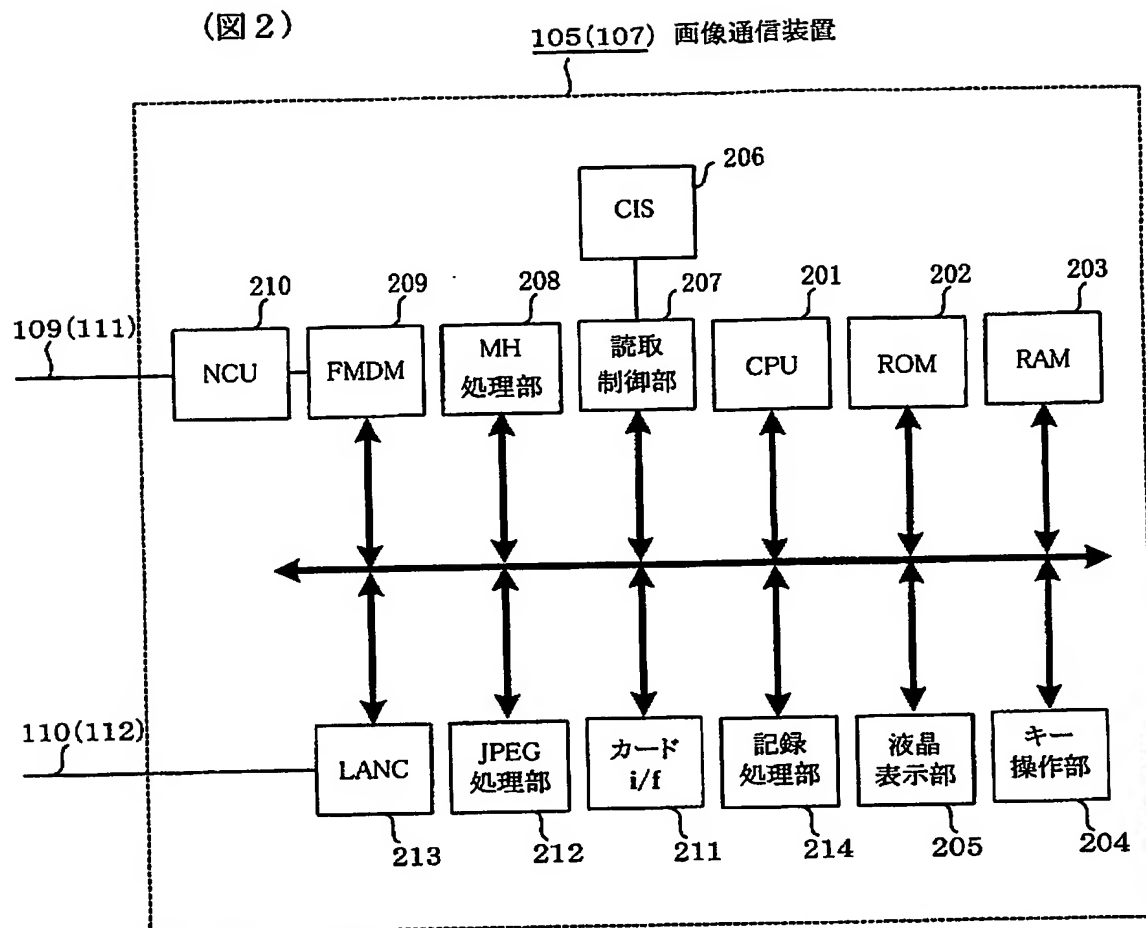 (図2)
105(107) 画像通信装置
206
CIS
210
209
208
207
201
202
203
109(111)
NCU
FMDM
MH
処理部
読取
制御部
CPU
ROM
RAM
110(112)
LANC
JPEG
処理部
カード
i/f
記録
処理部
液晶
表示部
キー
操作部
213
212
211
214
205
204